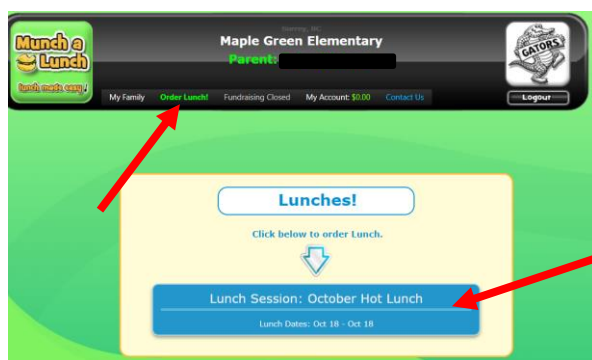 Munch a
Lunch
lunch made easy!
Surrey, BC
Maple Green Elementary
Parent:
GATORS
My Family Order Lunch! Fundraising Closed My Account: $0.00 Contact Us
Logout
Lunches!
Click below to order Lunch.
Lunch Session: October Hot Lunch
Lunch Dates: Oct 18 - Oct 18